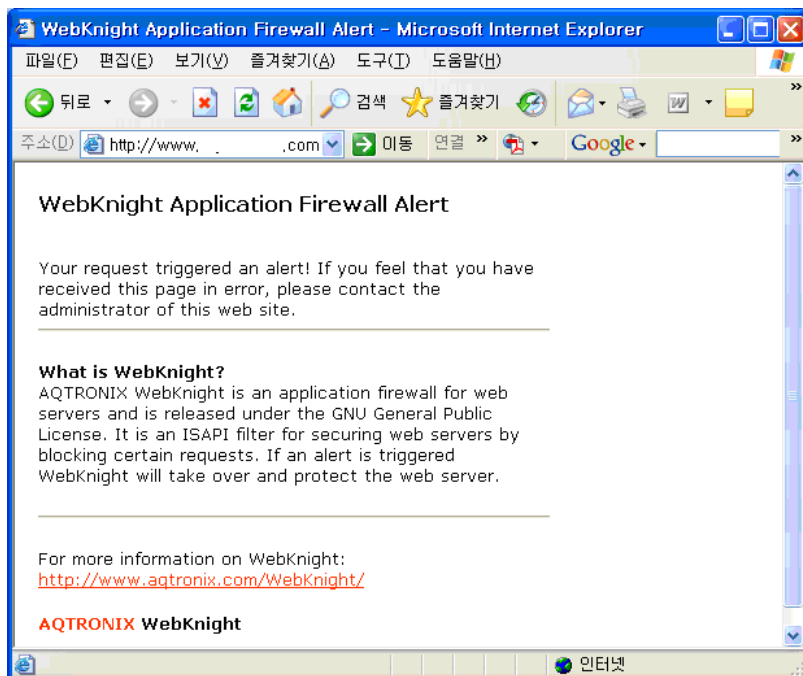 WebKnight Application Firewall Alert - Microsoft Internet Explorer
파일(F) 편집(E) 보기(V) 즐겨찾기(A) 도구(T) 도움말(H)
뒤로 검색 즐겨찾기 W »
주소(D) http://www. .com 이동 연결 » Google »
WebKnight Application Firewall Alert
Your request triggered an alert! If you feel that you have
received this page in error, please contact the
administrator of this web site.
What is WebKnight?
AQTRONIX WebKnight is an application firewall for web
servers and is released under the GNU General Public
License. It is an ISAPI filter for securing web servers by
blocking certain requests. If an alert is triggered
WebKnight will take over and protect the web server.
For more information on WebKnight:
http://www.aqtronix.com/WebKnight/
AQTRONIX WebKnight
인터넷